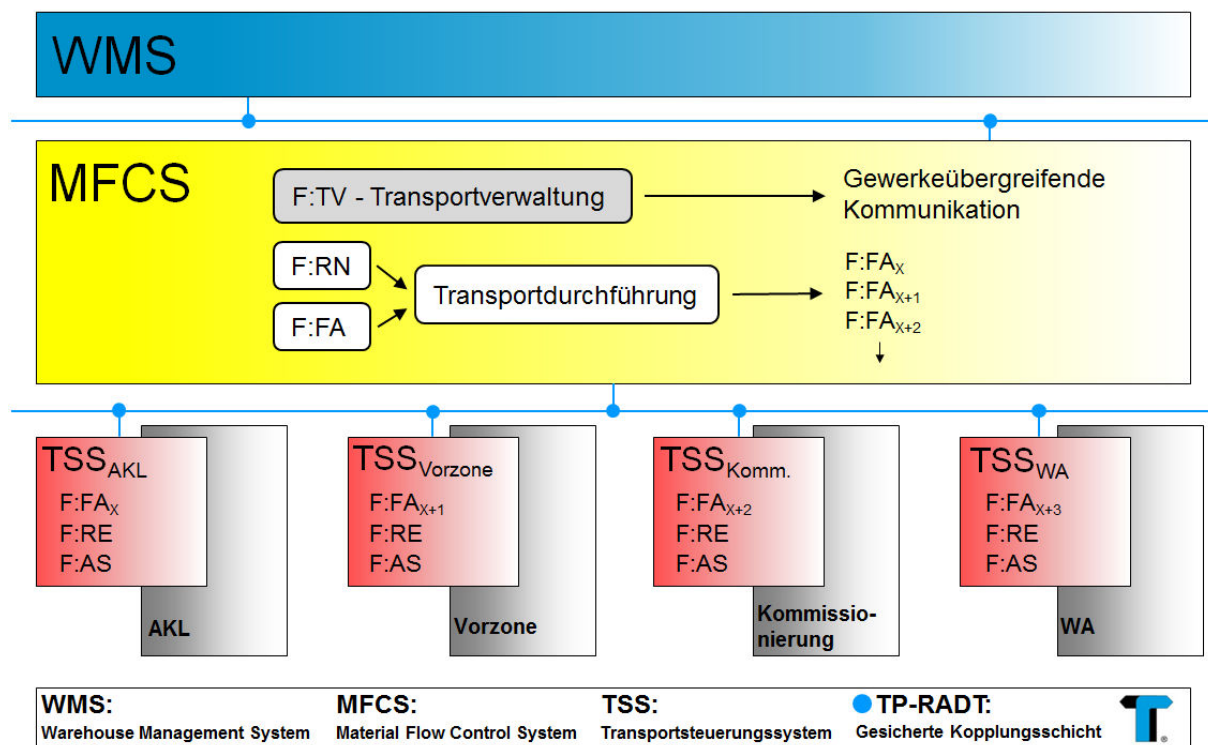 WMS
MFCS
F:TV - Transportverwaltung
Gewerkeübergreifende
Kommunikation
F:RN
F:FA
Transportdurchführung
F:FAX
F:FAX+1
F:FAX+2
TSSAKL
F:FAX
F:RE
F:AS
AKL
TSSVorzone
F:FAX+1
F:RE
F:AS
Vorzone
TSSKomm.
F:FAX+2
F:RE
F:AS
Kommissio-
nierung
TSSWA
F:FAX+3
F:RE
F:AS
WA
WMS:
Warehouse Management System
MFCS:
Material Flow Control System
TSS:
Transportsteuerungssystem
TP-RADT:
Gesicherte Kopplungsschicht
®